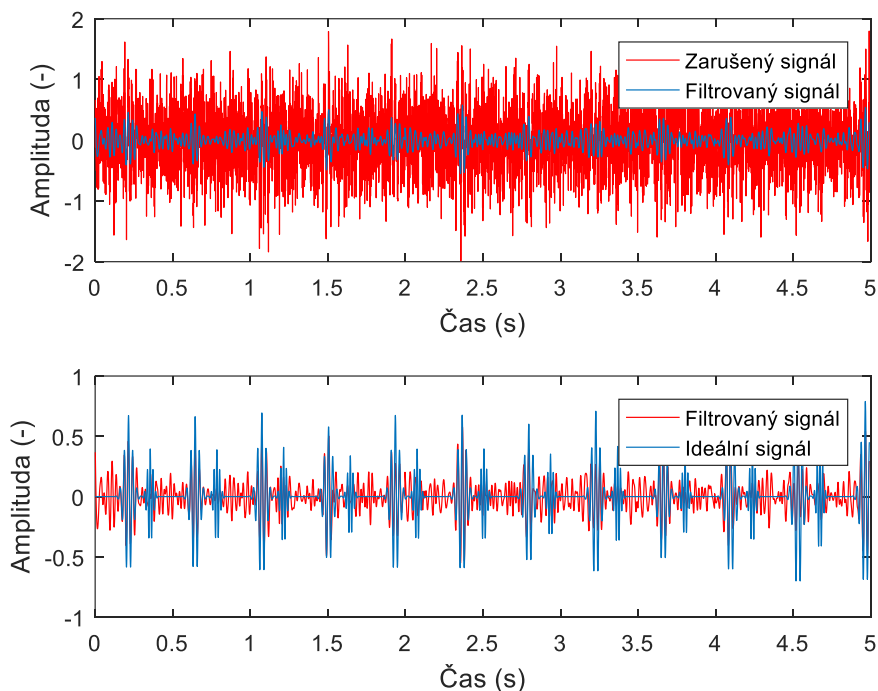 2
1
0
-1
-2
Amplituda (-)
Zarušený signál
Filtrovaný signál
0 0.5 1 1.5 2 2.5 3 3.5 4 4.5 5
Čas (s)
1
0.5
0
-0.5
-1
Amplituda (-)
Filtrovaný signál
Ideální signál
0 0.5 1 1.5 2 2.5 3 3.5 4 4.5 5
Čas (s)